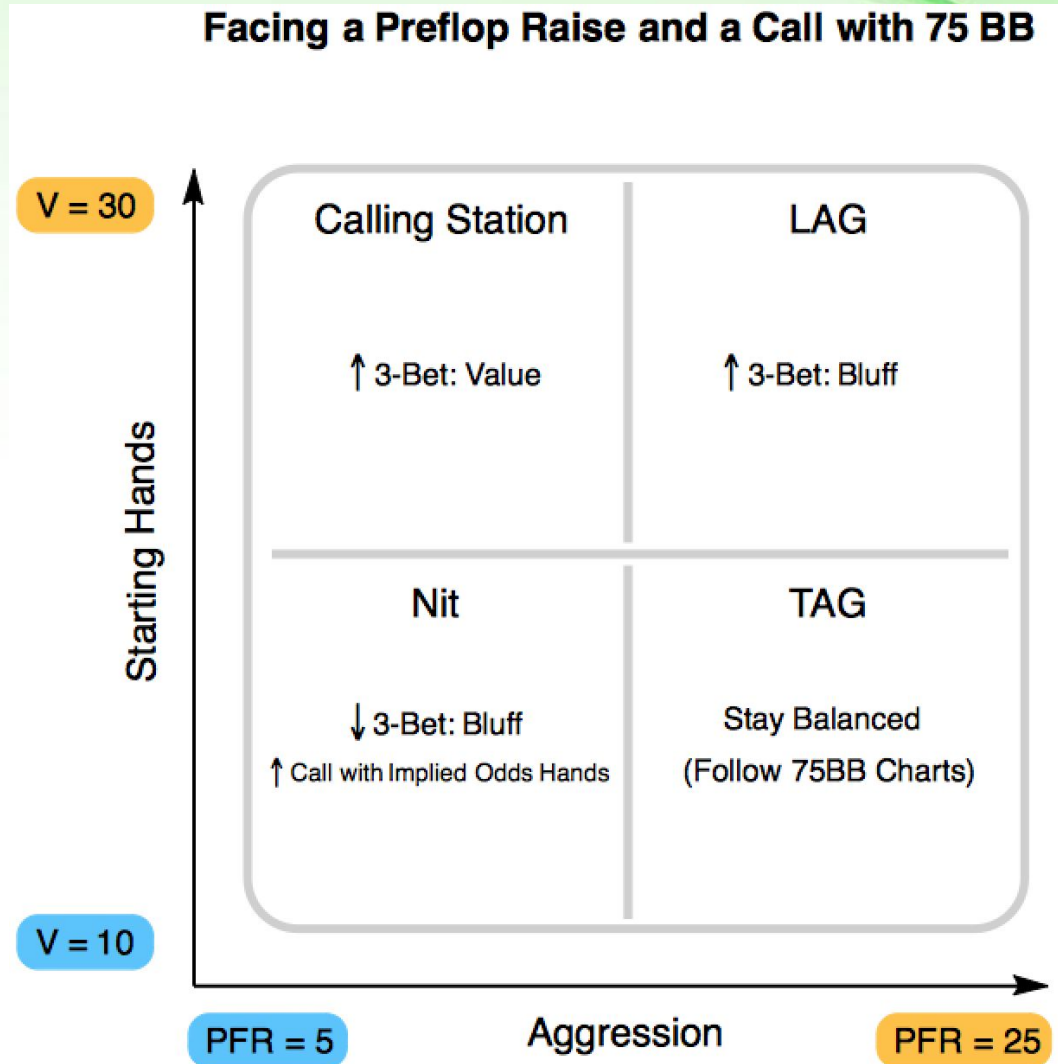 Facing a Preflop Raise and a Call with 75 BB
V = 30
Calling Station
LAG
↑ 3-Bet: Value
↑ 3-Bet: Bluff
Starting Hands
Nit
TAG
↓ 3-Bet: Bluff
↑ Call with Implied Odds Hands
Stay Balanced
(Follow 75BB Charts)
V = 10
PFR = 5
Aggression
PFR = 25